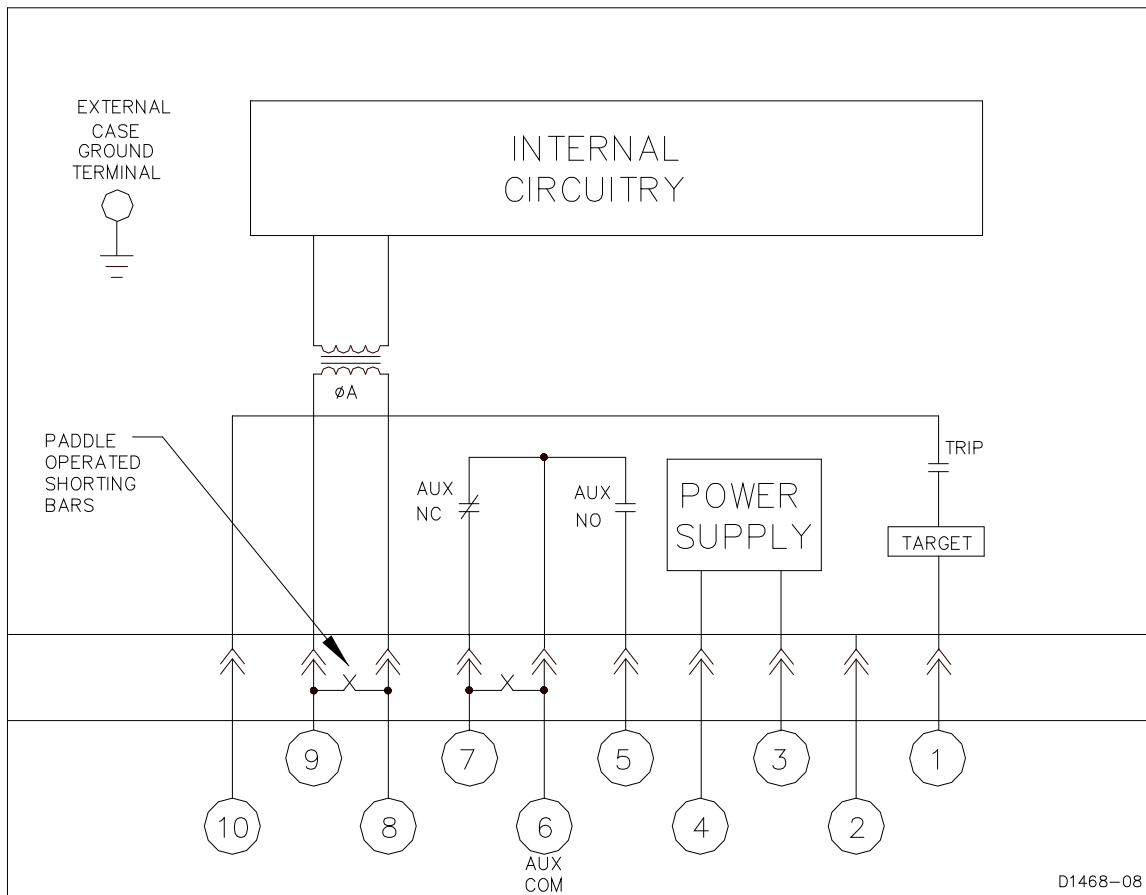 EXTERNAL
CASE
GROUND
TERMINAL
INTERNAL
CIRCUITRY
øA
PADDLE
OPERATED
SHORTING
BARS
AUX
NC
AUX
NO
POWER
SUPPLY
TRIP
TARGET
9
7
5
3
1
10
8
6
4
2
AUX
COM
D1468-08